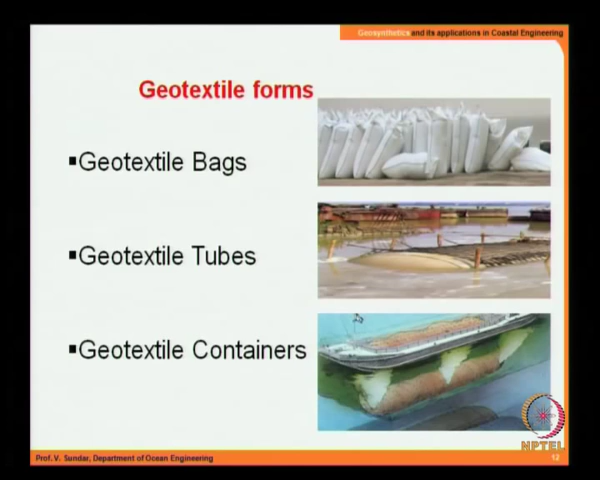 Geosynthetics and its applications in Coastal Engineering
Geotextile forms
▪Geotextile Bags
▪Geotextile Tubes
▪Geotextile Containers
NPTEL
Prof. V. Sundar, Department of Ocean Engineering
12